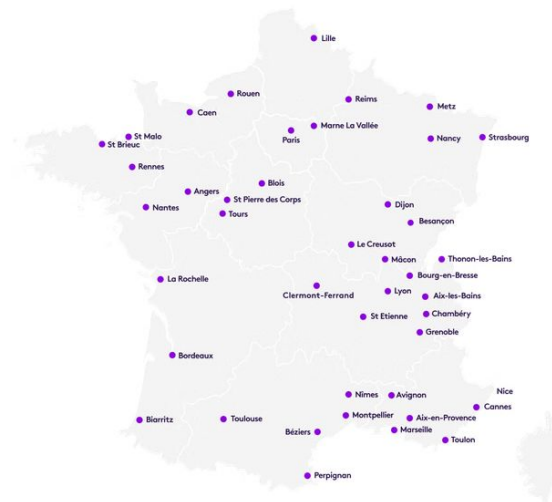 Lille
Rouen
Reims
Metz
Caen
Marne La Vallée
Paris
St Malo
St Brieuc
Nancy
Strasbourg
Rennes
Blois
Angers
St Pierre des Corps
Nantes
Tours
Dijon
Besançon
Le Creusot
Mâcon
Thonon-les-Bains
Bourg-en-Bresse
La Rochelle
Clermont-Ferrand
Lyon
Aix-les-Bains
St Etienne
Chambéry
Grenoble
Bordeaux
Nice
Nîmes
Avignon
Cannes
Biarritz
Toulouse
Montpellier
Aix-en-Provence
Béziers
Marseille
Toulon
Perpignan